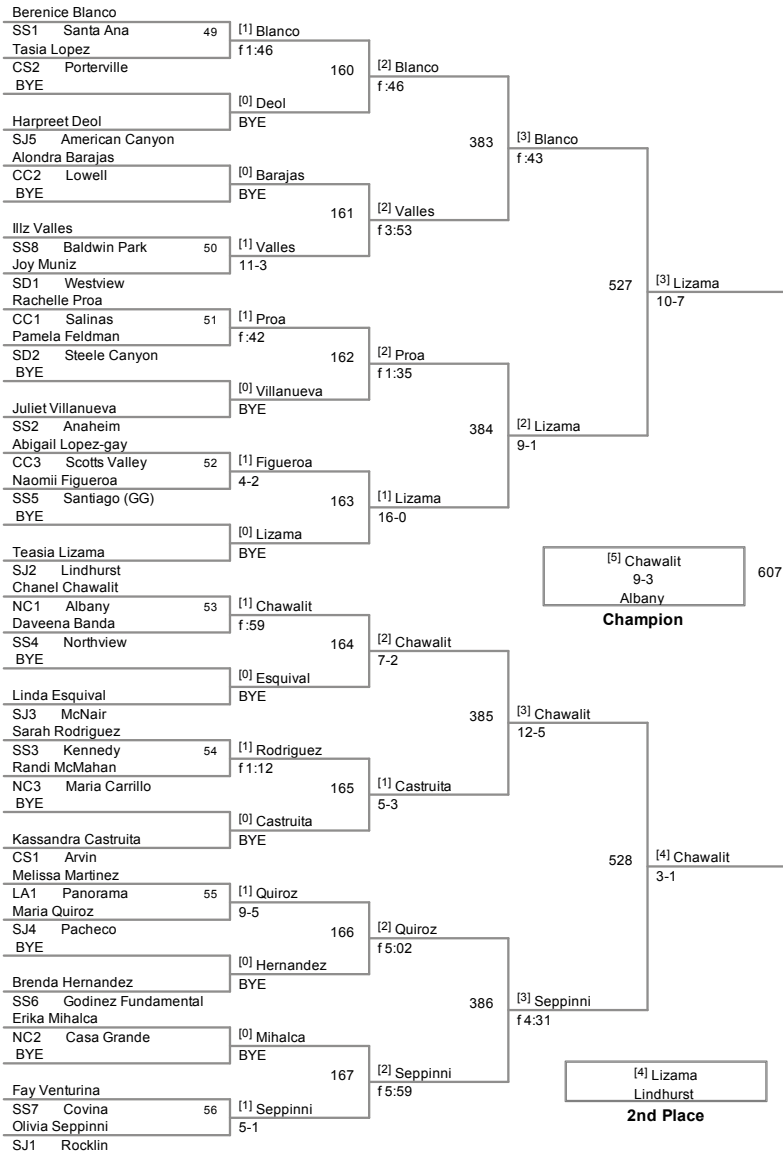 Berenice Blanco
SS1 Santa Ana 49 [1] Blanco
Tasia Lopez f 1:46
CS2 Porterville 160 [2] Blanco
BYE f :46
[0] Deol
Harpreet Deol BYE
SJ5 American Canyon 383 [3] Blanco
Alondra Barajas f :43
CC2 Lowell [0] Barajas
BYE BYE
161 [2] Valles
Illz Valles f 3:53
SS8 Baldwin Park 50 [1] Valles
Joy Muniz 11-3
SD1 Westview 527 [3] Lizama
Rachelle Proa 10-7
CC1 Salinas 51 [1] Proa
Pamela Feldman f :42
SD2 Steele Canyon 162 [2] Proa
BYE f 1:35
[0] Villanueva
Juliet Villanueva BYE
SS2 Anaheim 384 [2] Lizama
Abigail Lopez-gay 9-1
CC3 Scotts Valley 52 [1] Figueroa
Naomii Figueroa 4-2
SS5 Santiago (GG) 163 [1] Lizama
BYE 16-0
[0] Lizama
Teasia Lizama BYE
SJ2 Lindhurst
[5] Chawalit 607
9-3
Albany
Champion
Chanel Chawalit
NC1 Albany 53 [1] Chawalit
Daveena Banda f :59
SS4 Northview 164 [2] Chawalit
BYE 7-2
[0] Esquival
Linda Esquival BYE
SJ3 McNair 385 [3] Chawalit
Sarah Rodriguez 12-5
SS3 Kennedy 54 [1] Rodriguez
Randi McMahan f 1:12
NC3 Maria Carrillo 165 [1] Castruita
BYE 5-3
[0] Castruita
Kassandra Castruita BYE
CS1 Arvin 528 [4] Chawalit
Melissa Martinez 3-1
LA1 Panorama 55 [1] Quiroz
Maria Quiroz 9-5
SJ4 Pacheco 166 [2] Quiroz
BYE f 5:02
[0] Hernandez
Brenda Hernandez BYE
SS6 Godinez Fundamental 386 [3] Seppinni
Erika Mihalca f 4:31
NC2 Casa Grande [0] Mihalca
BYE BYE
167 [2] Seppinni
Fay Venturina f 5:59
SS7 Covina 56 [1] Seppinni
Olivia Seppinni 5-1
SJ1 Rocklin
[4] Lizama
Lindhurst
2nd Place